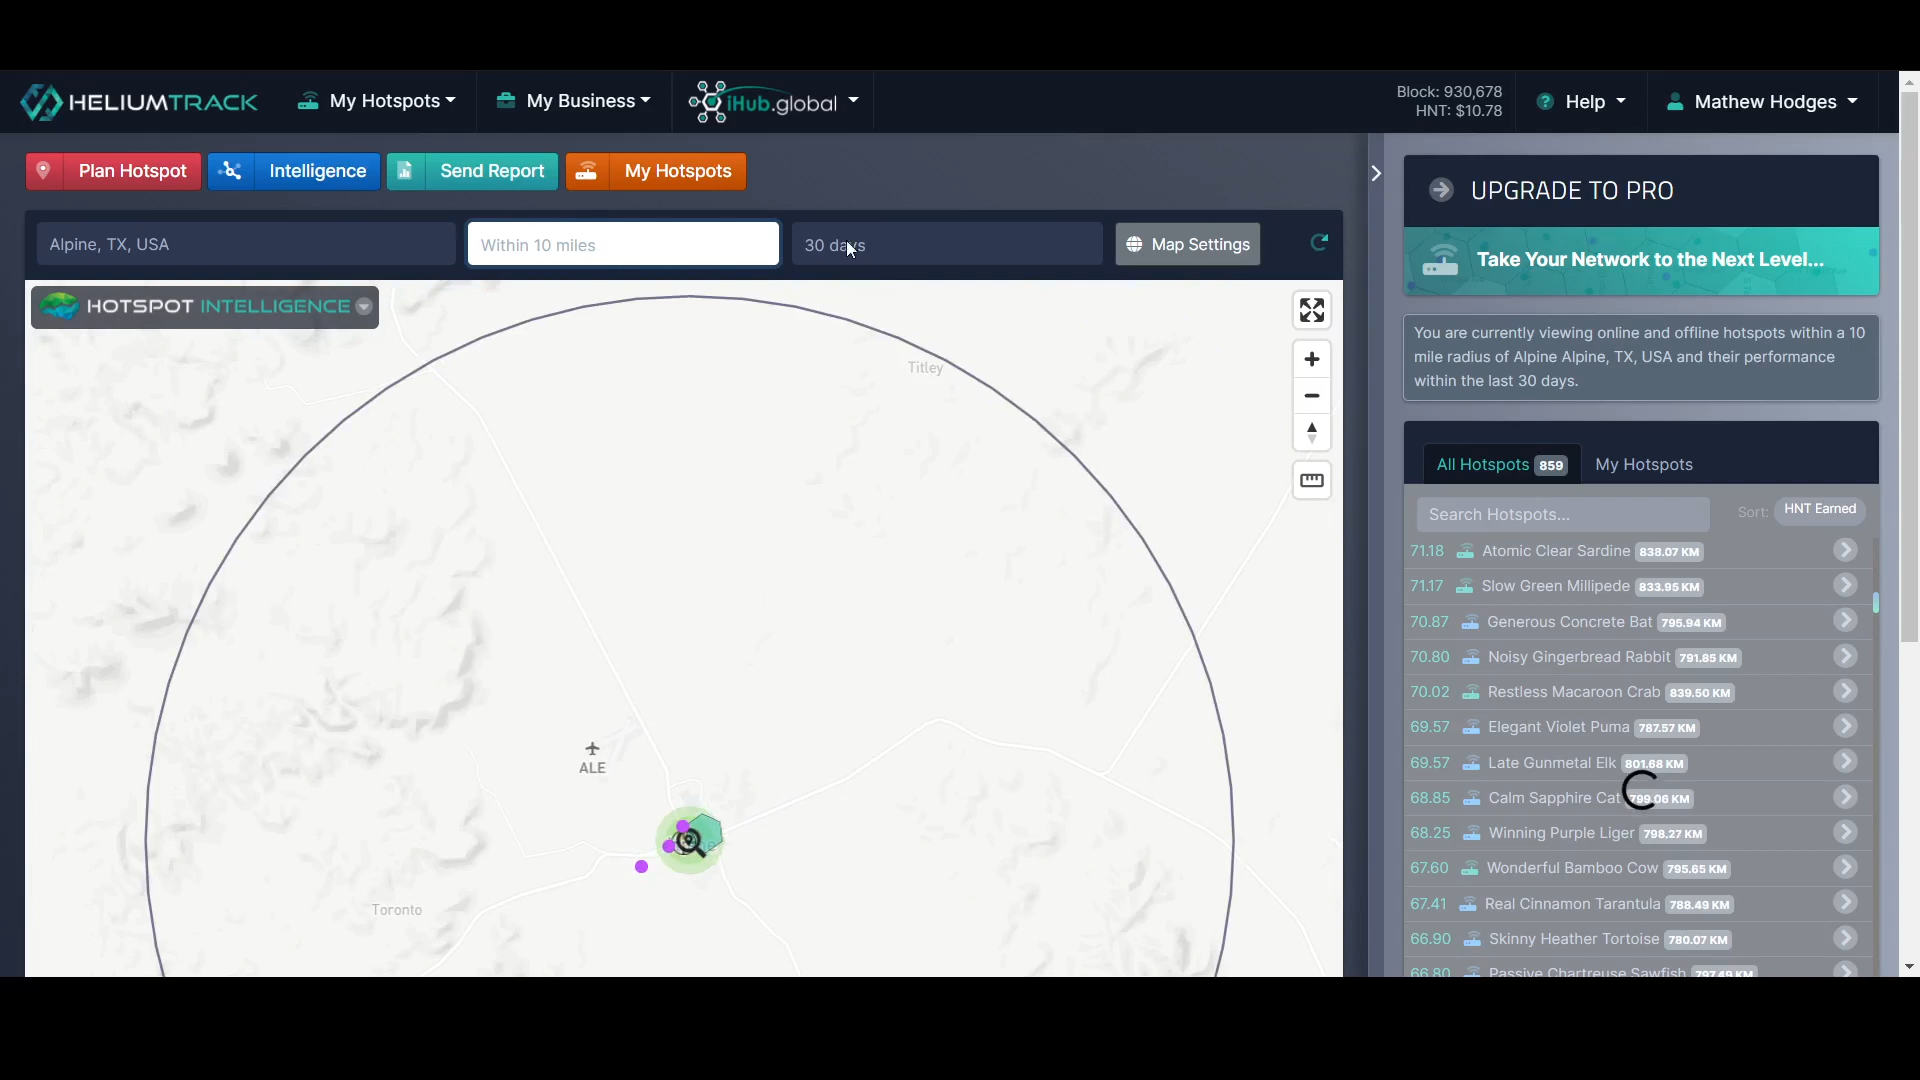 HELIUMTRACK
My Hotspots
My Business
iHub.global
Block: 930,678
HNT: $10.78
Help
Mathew Hodges
Plan Hotspot
Intelligence
Send Report
My Hotspots
Alpine, TX, USA
Within 10 miles
30 days
Map Settings
HOTSPOT INTELLIGENCE
Titley
ALE
Toronto
UPGRADE TO PRO
Take Your Network to the Next Level...
You are currently viewing online and offline hotspots within a 10
mile radius of Alpine Alpine, TX, USA and their performance
within the last 30 days.
All Hotspots 859
My Hotspots
Search Hotspots...
Sort: HNT Earned
71.18 Atomic Clear Sardine 838.07 KM
71.17 Slow Green Millipede 833.95 KM
70.87 Generous Concrete Bat 795.94 KM
70.80 Noisy Gingerbread Rabbit 791.85 KM
70.02 Restless Macaroon Crab 839.50 KM
69.57 Elegant Violet Puma 787.57 KM
69.57 Late Gunmetal Elk 801.68 KM
68.85 Calm Sapphire Cat 799.06 KM
68.25 Winning Purple Liger 798.27 KM
67.60 Wonderful Bamboo Cow 795.65 KM
67.41 Real Cinnamon Tarantula 788.49 KM
66.90 Skinny Heather Tortoise 780.07 KM
66.80 Passive Chartreuse Sawfish 797.49 KM